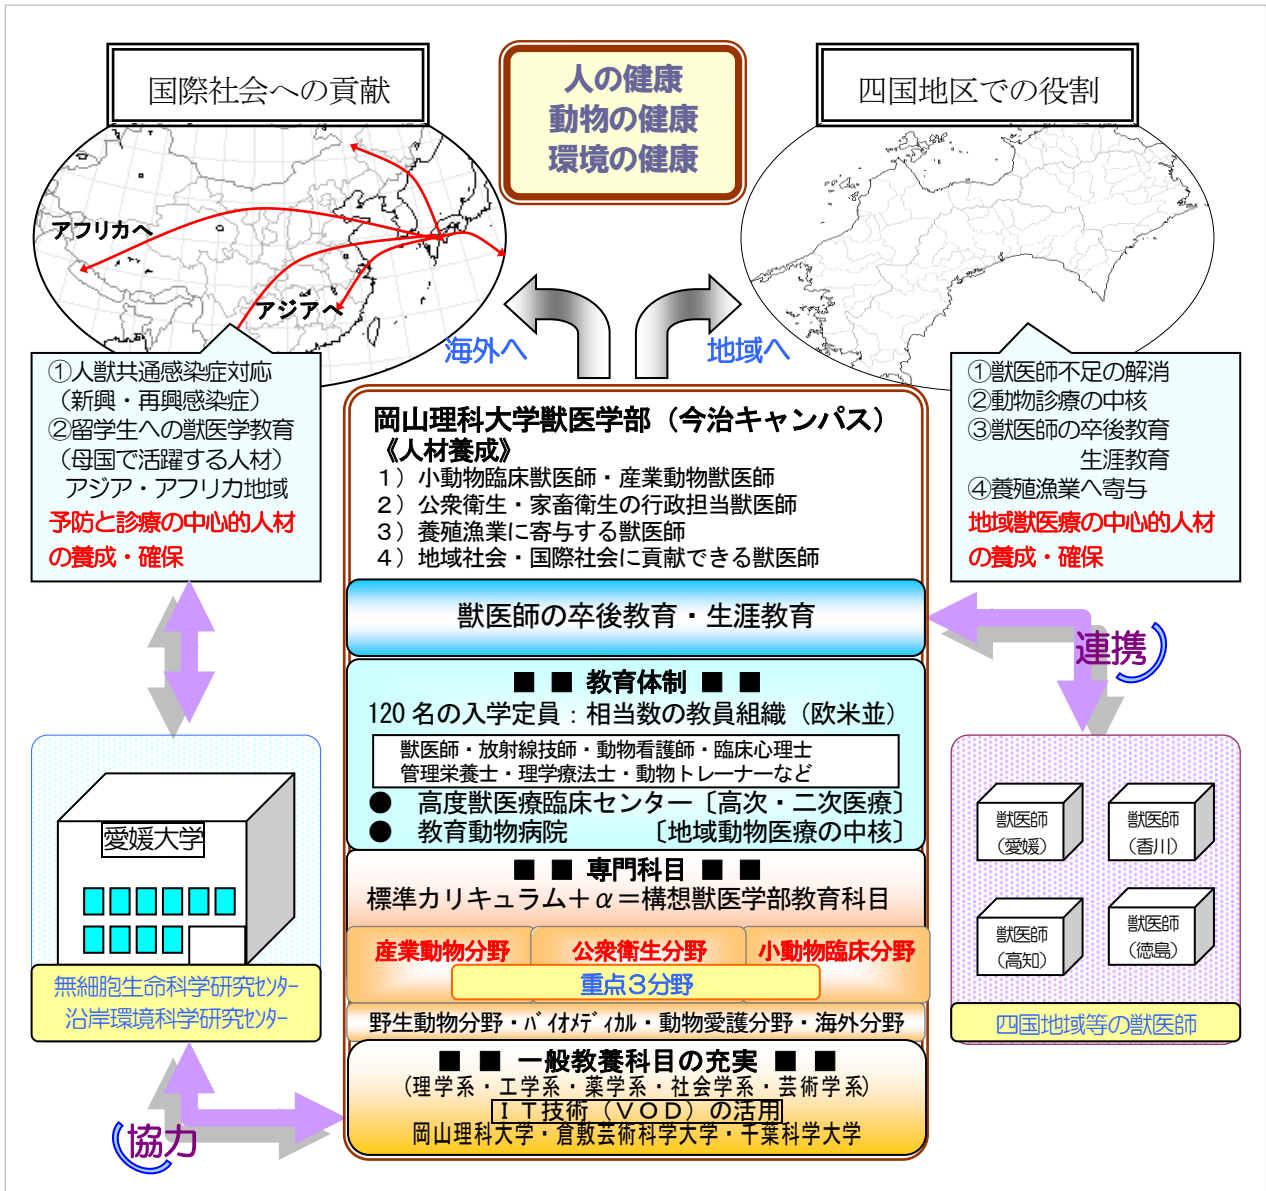 国際社会への貢献
人の健康
動物の健康
環境の健康
四国地区での役割
アフリカへ
アジアへ
海外へ
地域へ
①人獣共通感染症対応
（新興・再興感染症）
②留学生への獣医学教育
（母国で活躍する人材）
アジア・アフリカ地域
予防と診療の中心的人材
の養成・確保
①獣医師不足の解消
②動物診療の中核
③獣医師の卒後教育
生涯教育
④養殖漁業へ寄与
地域獣医療の中心的人材
の養成・確保
岡山理科大学獣医学部（今治キャンパス）
《人材養成》
１）小動物臨床獣医師・産業動物獣医師
２）公衆衛生・家畜衛生の行政担当獣医師
３）養殖漁業に寄与する獣医師
４）地域社会・国際社会に貢献できる獣医師
獣医師の卒後教育・生涯教育
■ ■ 教育体制 ■ ■
120 名の入学定員：相当数の教員組織（欧米並）
獣医師・放射線技師・動物看護師・臨床心理士
管理栄養士・理学療法士・動物トレーナーなど
● 高度獣医療臨床センター〔高次・二次医療〕
● 教育動物病院 〔地域動物医療の中核〕
■ ■ 専門科目 ■ ■
標準カリキュラム＋α＝構想獣医学部教育科目
産業動物分野 公衆衛生分野 小動物臨床分野
重点３分野
野生動物分野・ﾊﾞｲｵﾒﾃﾞｨｶﾙ・動物愛護分野・海外分野
■ ■ 一般教養科目の充実 ■ ■
（理学系・工学系・薬学系・社会学系・芸術学系）
ＩＴ技術（ＶＯＤ）の活用
岡山理科大学・倉敷芸術科学大学・千葉科学大学
愛媛大学
無細胞生命科学研究ｾﾝﾀｰ
沿岸環境科学研究ｾﾝﾀｰ
協力
連携
獣医師
（愛媛）
獣医師
（香川）
獣医師
（高知）
獣医師
（徳島）
四国地域等の獣医師